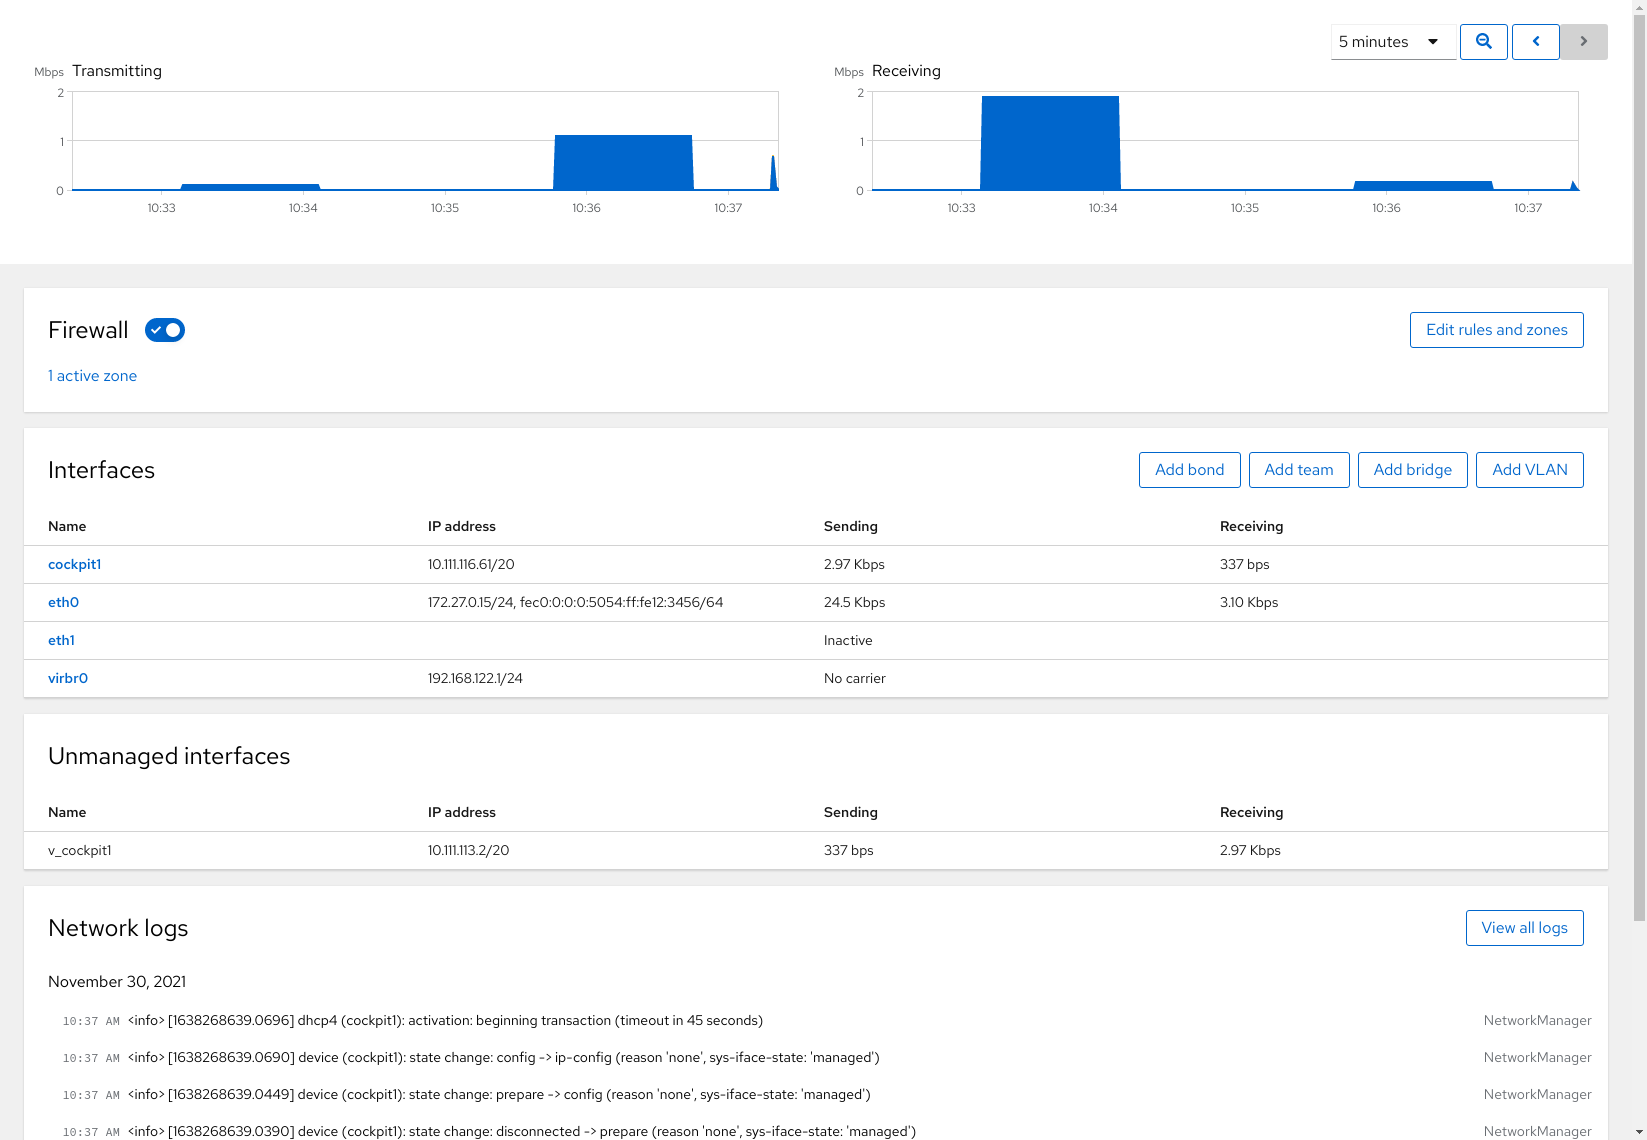 5 minutes
Mbps Transmitting
2
1
0
10:33 10:34 10:35 10:36 10:37
Mbps Receiving
2
1
0
10:33 10:34 10:35 10:36 10:37
Firewall
Edit rules and zones
1 active zone
Interfaces
Add bond Add team Add bridge Add VLAN
Name IP address Sending Receiving
cockpit1 10.111.116.61/20 2.97 Kbps 337 bps
eth0 172.27.0.15/24, fec0:0:0:0:5054:ff:fe12:3456/64 24.5 Kbps 3.10 Kbps
eth1 Inactive
virbr0 192.168.122.1/24 No carrier
Unmanaged interfaces
Name IP address Sending Receiving
v_cockpit1 10.111.113.2/20 337 bps 2.97 Kbps
Network logs
View all logs
November 30, 2021
10:37 AM <info> [1638268639.0696] dhcp4 (cockpit1): activation: beginning transaction (timeout in 45 seconds) NetworkManager
10:37 AM <info> [1638268639.0690] device (cockpit1): state change: config -> ip-config (reason 'none', sys-iface-state: 'managed') NetworkManager
10:37 AM <info> [1638268639.0449] device (cockpit1): state change: prepare -> config (reason 'none', sys-iface-state: 'managed') NetworkManager
10:37 AM <info> [1638268639.0390] device (cockpit1): state change: disconnected -> prepare (reason 'none', sys-iface-state: 'managed') NetworkManager